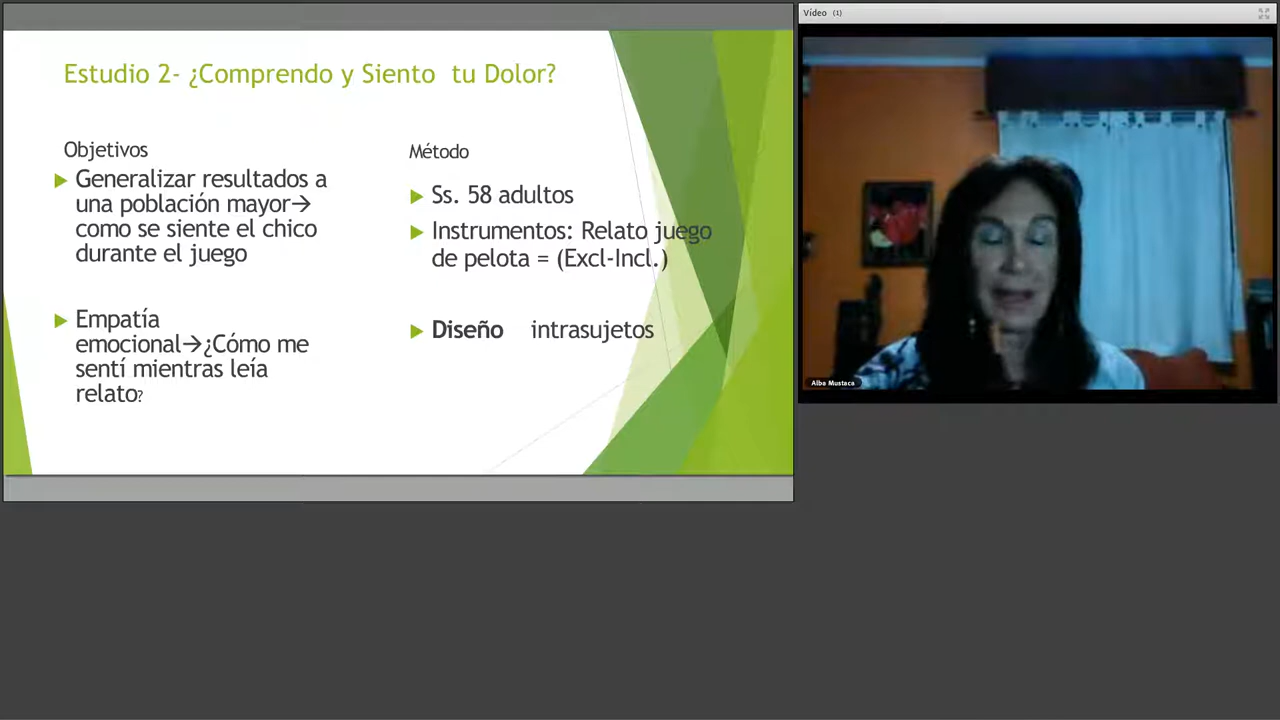 Estudio 2- ¿Comprendo y Siento tu Dolor?
Objetivos
Generalizar resultados a
una población mayor→
como se siente el chico
durante el juego
Empatía
emocional→¿Cómo me
sentí mientras leía
relato?
Método
Ss. 58 adultos
Instrumentos: Relato juego
de pelota = (Excl-Incl.)
Diseño intrasujetos
Vídeo (1)
Alba Mustaca